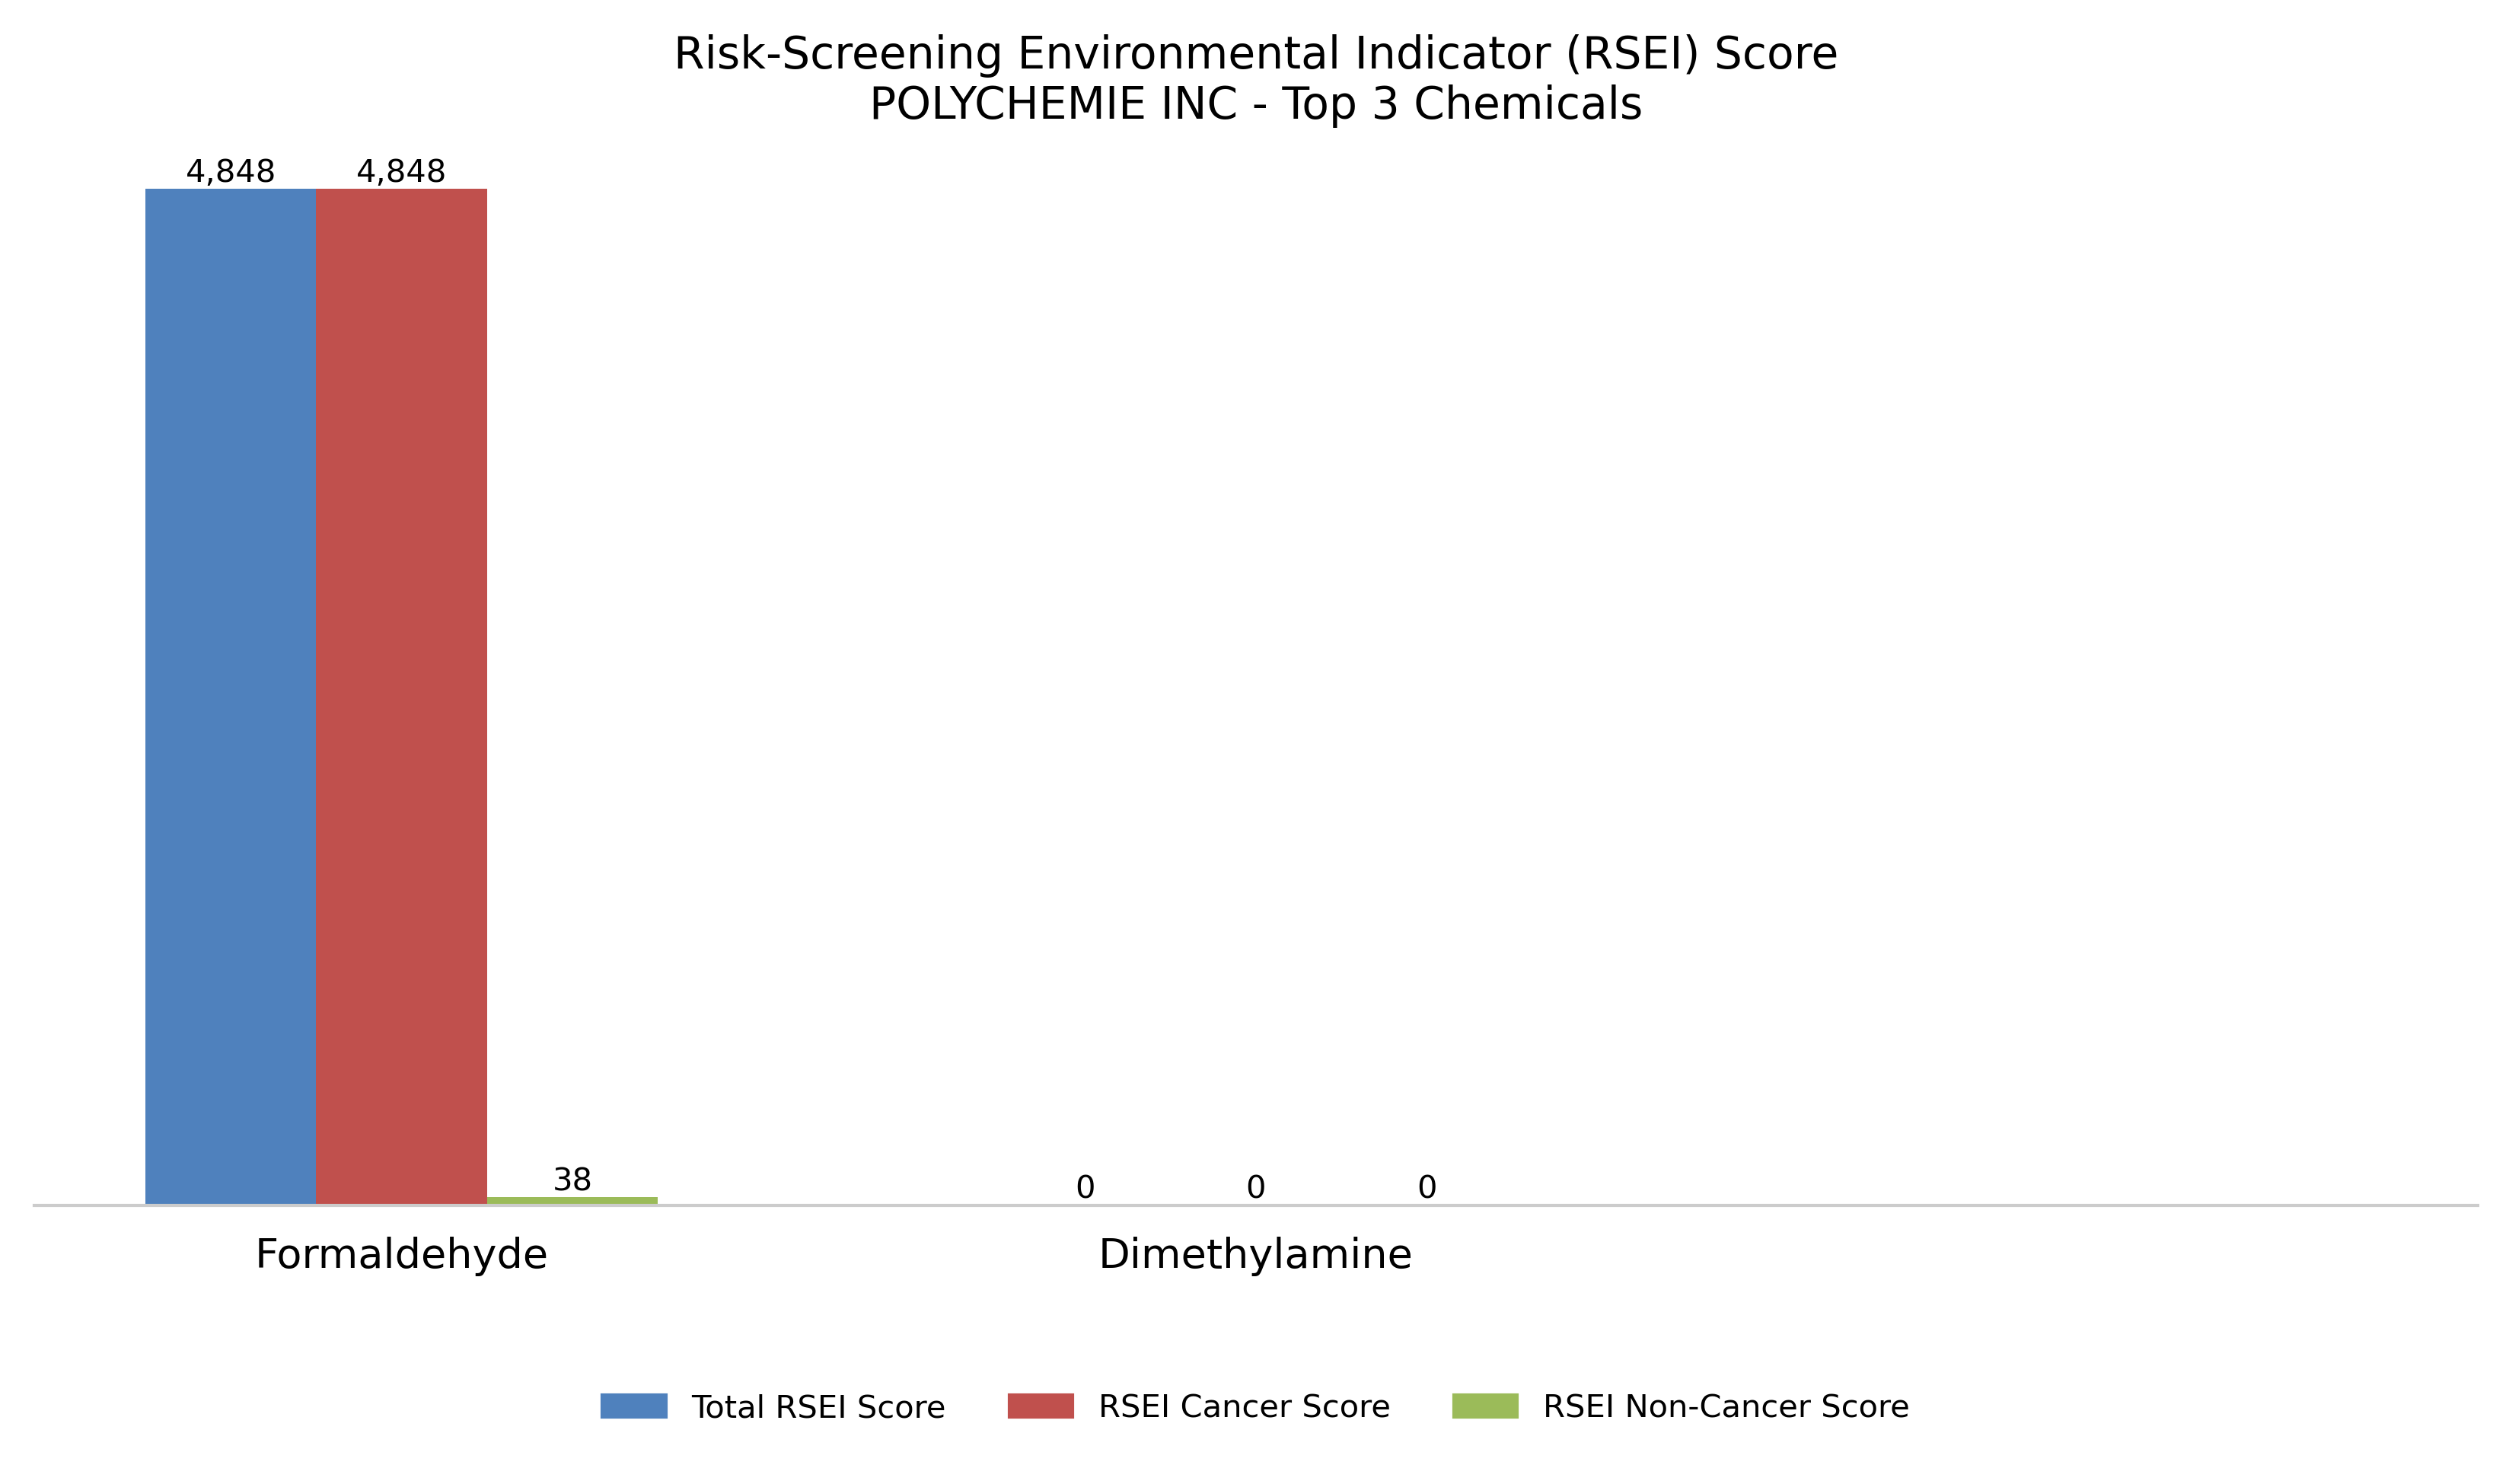 Risk-Screening Environmental Indicator (RSEI) Score
POLYCHEMIE INC - Top 3 Chemicals
4,848 4,848
38
0 0 0
Formaldehyde Dimethylamine
Total RSEI Score RSEI Cancer Score RSEI Non-Cancer Score